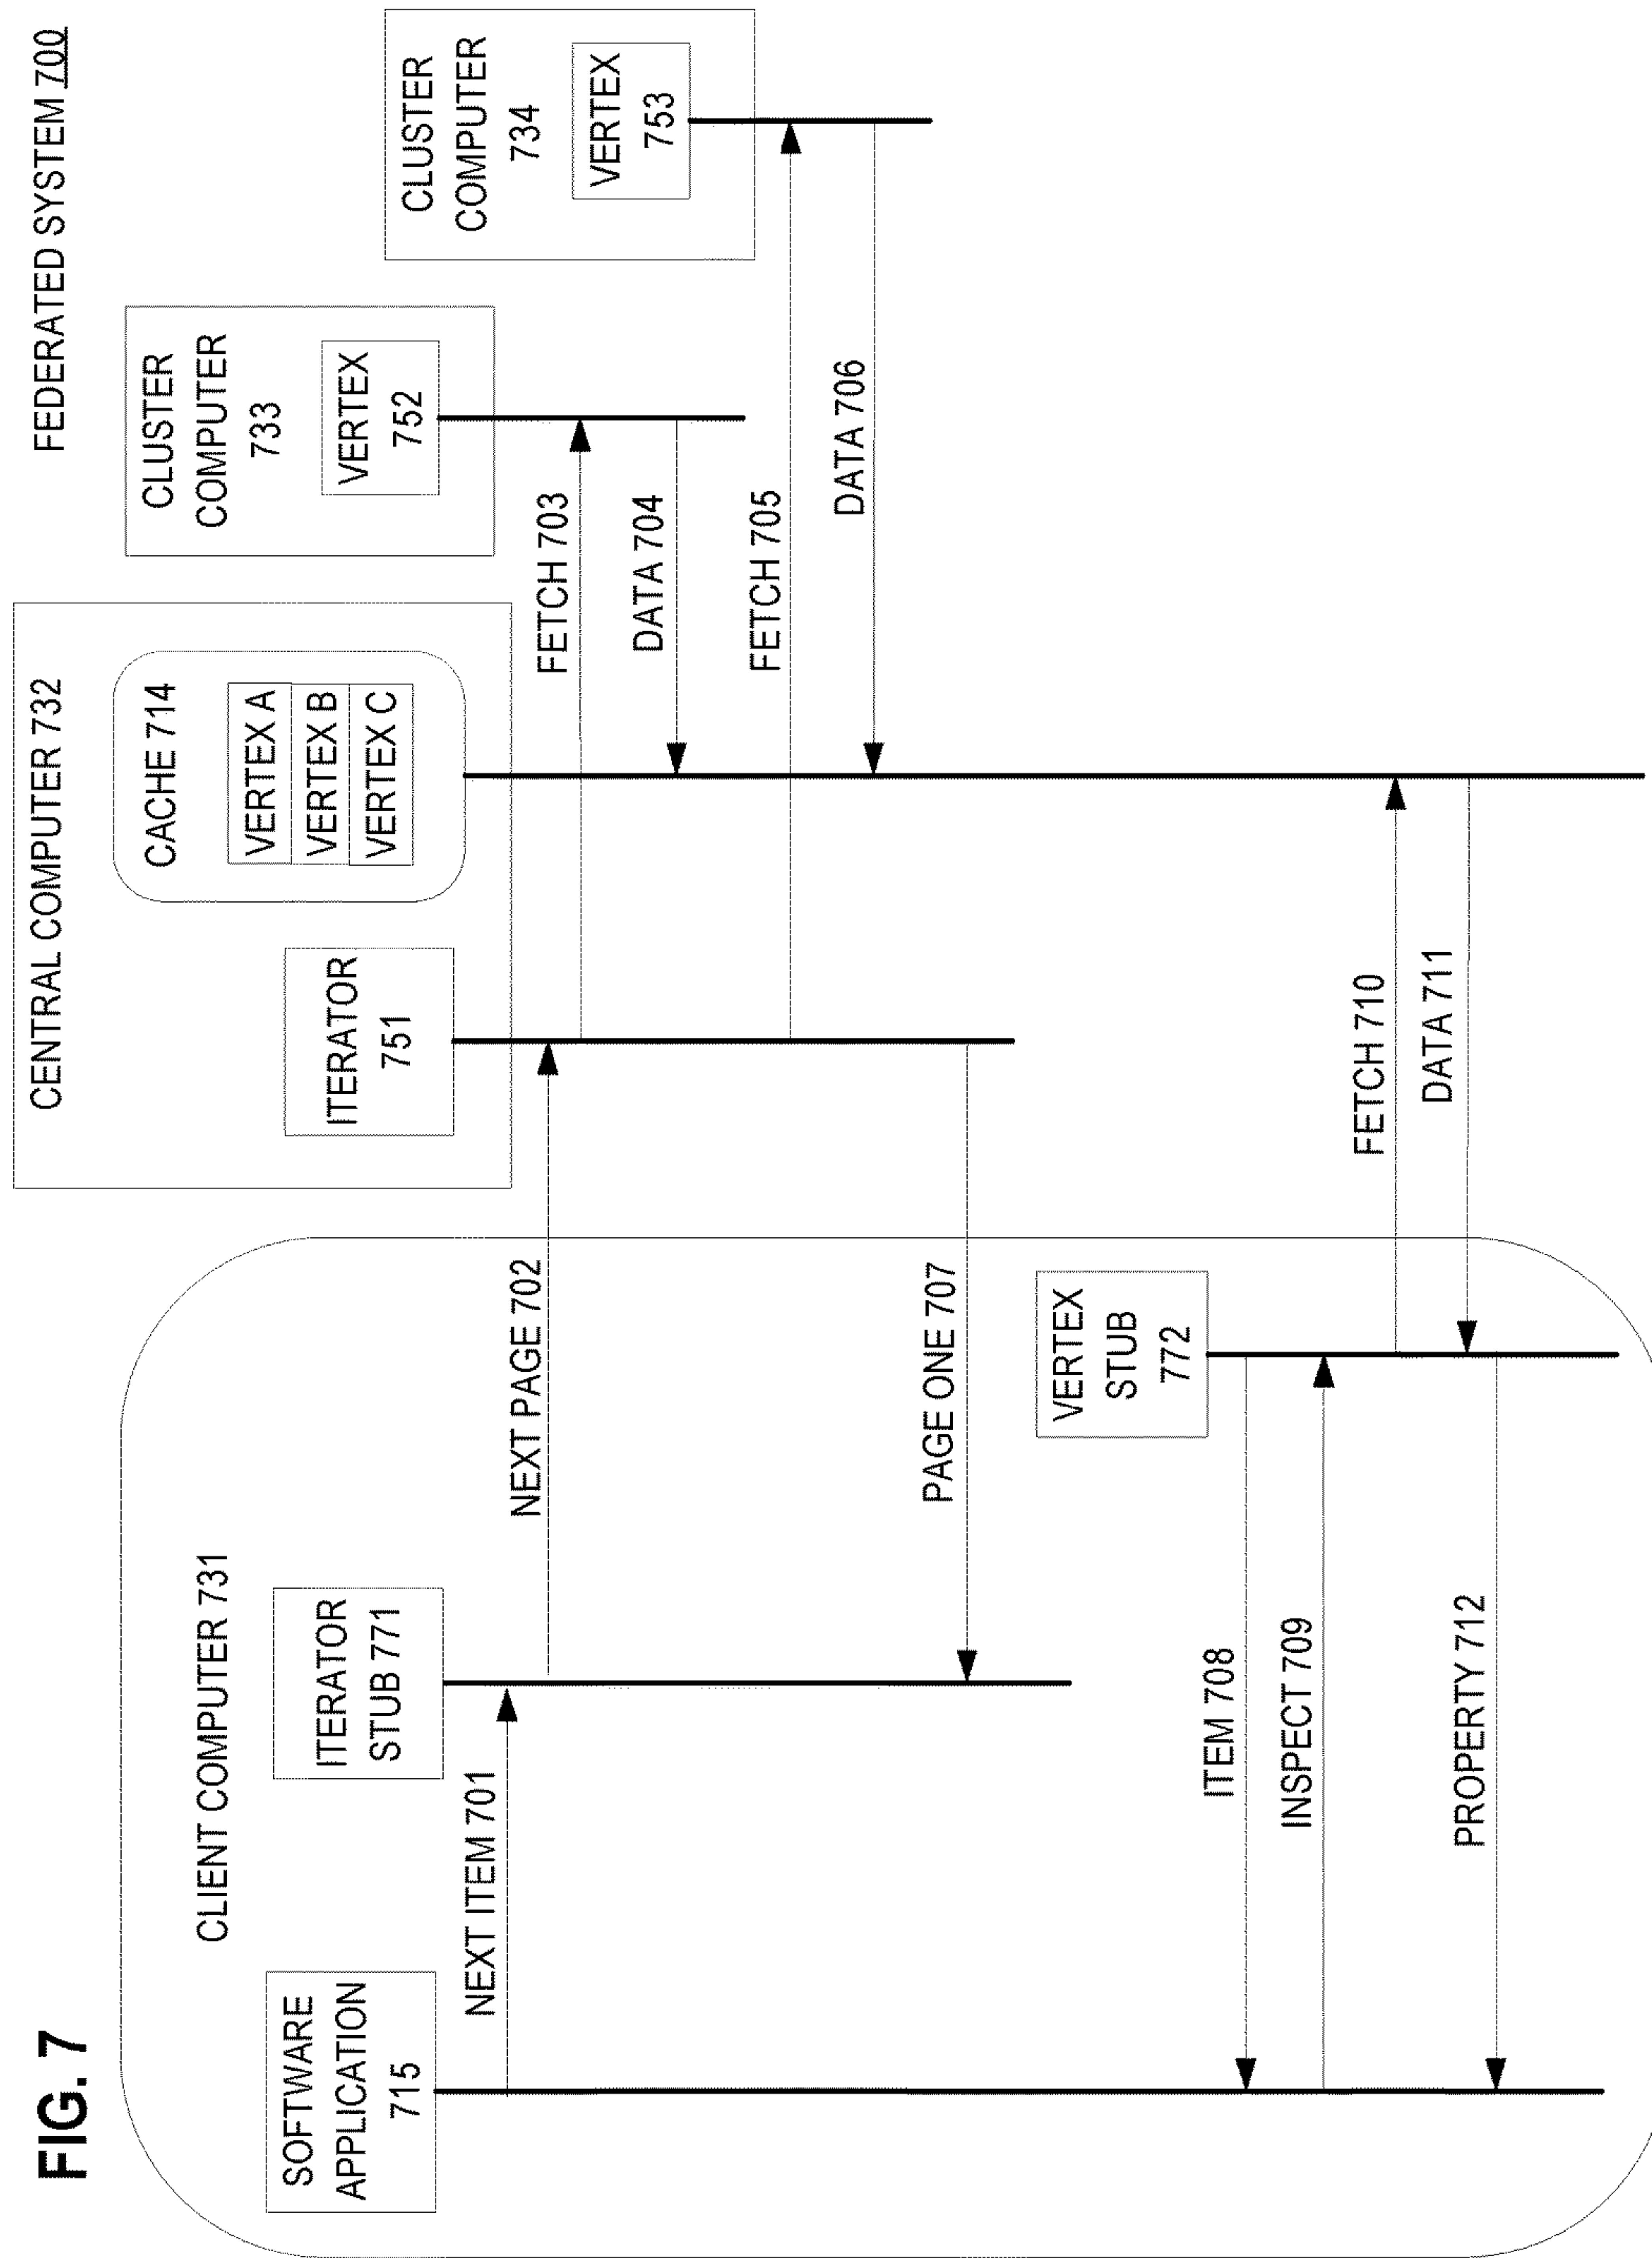 FIG. 7
FEDERATED SYSTEM 700
CLIENT COMPUTER 731
SOFTWARE
APPLICATION
715
ITERATOR
STUB 771
CENTRAL COMPUTER 732
ITERATOR
751
CACHE 714
VERTEX A
VERTEX B
VERTEX C
CLUSTER
COMPUTER
733
VERTEX
752
CLUSTER
COMPUTER
734
VERTEX
753
NEXT ITEM 701
NEXT PAGE 702
FETCH 703
DATA 704
FETCH 705
DATA 706
PAGE ONE 707
VERTEX
STUB
772
ITEM 708
INSPECT 709
FETCH 710
DATA 711
PROPERTY 712